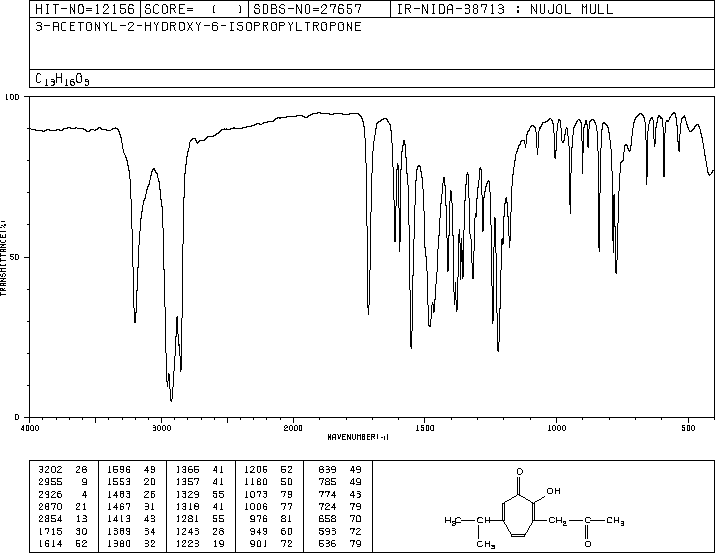 HIT-NO=12156 SCORE= ( ) SDBS-NO=27657 IR-NIDA-38713 : NUJOL MULL
3-ACETONYL-2-HYDROXY-6-ISOPROPYLTROPONE
C13H16O3
100
50
0
TRANSMITTANCE(%)
4000 3000 2000 1500 1000 500
WAVENUMBER(-1)
3202 28 1596 49 1366 41 1206 52 839 49
2955 9 1553 20 1357 41 1180 50 785 49
2926 4 1483 26 1329 55 1073 79 774 43
2870 21 1467 31 1318 41 1006 77 724 79
2854 13 1413 43 1281 55 976 81 658 70
1715 30 1389 34 1243 28 949 60 593 72
1614 52 1380 32 1223 19 901 72 536 79
O
OH
H3C CH CH2 C CH3
CH3 O